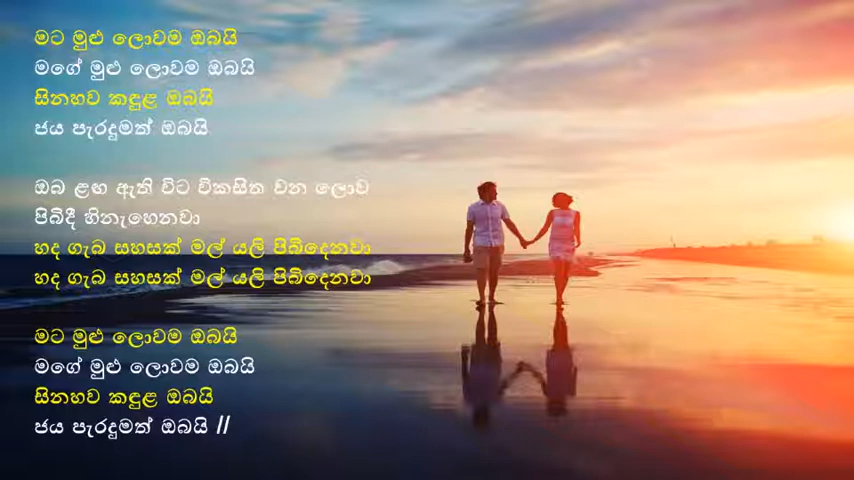 මට මුළු ලොවම ඔබයි
මගේ මුළු ලොවම ඔබයි
සිනහව කඳුළ ඔබයි
ජය පැරදුමත් ඔබයි
ඔබ ළඟ ඇති විට විකසිත වන ලොව
පිබිදී හිනැහෙනවා
හද ගැබ සහසක් මල් යලි පිබිදෙනවා
හද ගැබ සහසක් මල් යලි පිබිදෙනවා
මට මුළු ලොවම ඔබයි
මගේ මුළු ලොවම ඔබයි
සිනහව කඳුළ ඔබයි
ජය පැරදුමත් ඔබයි //